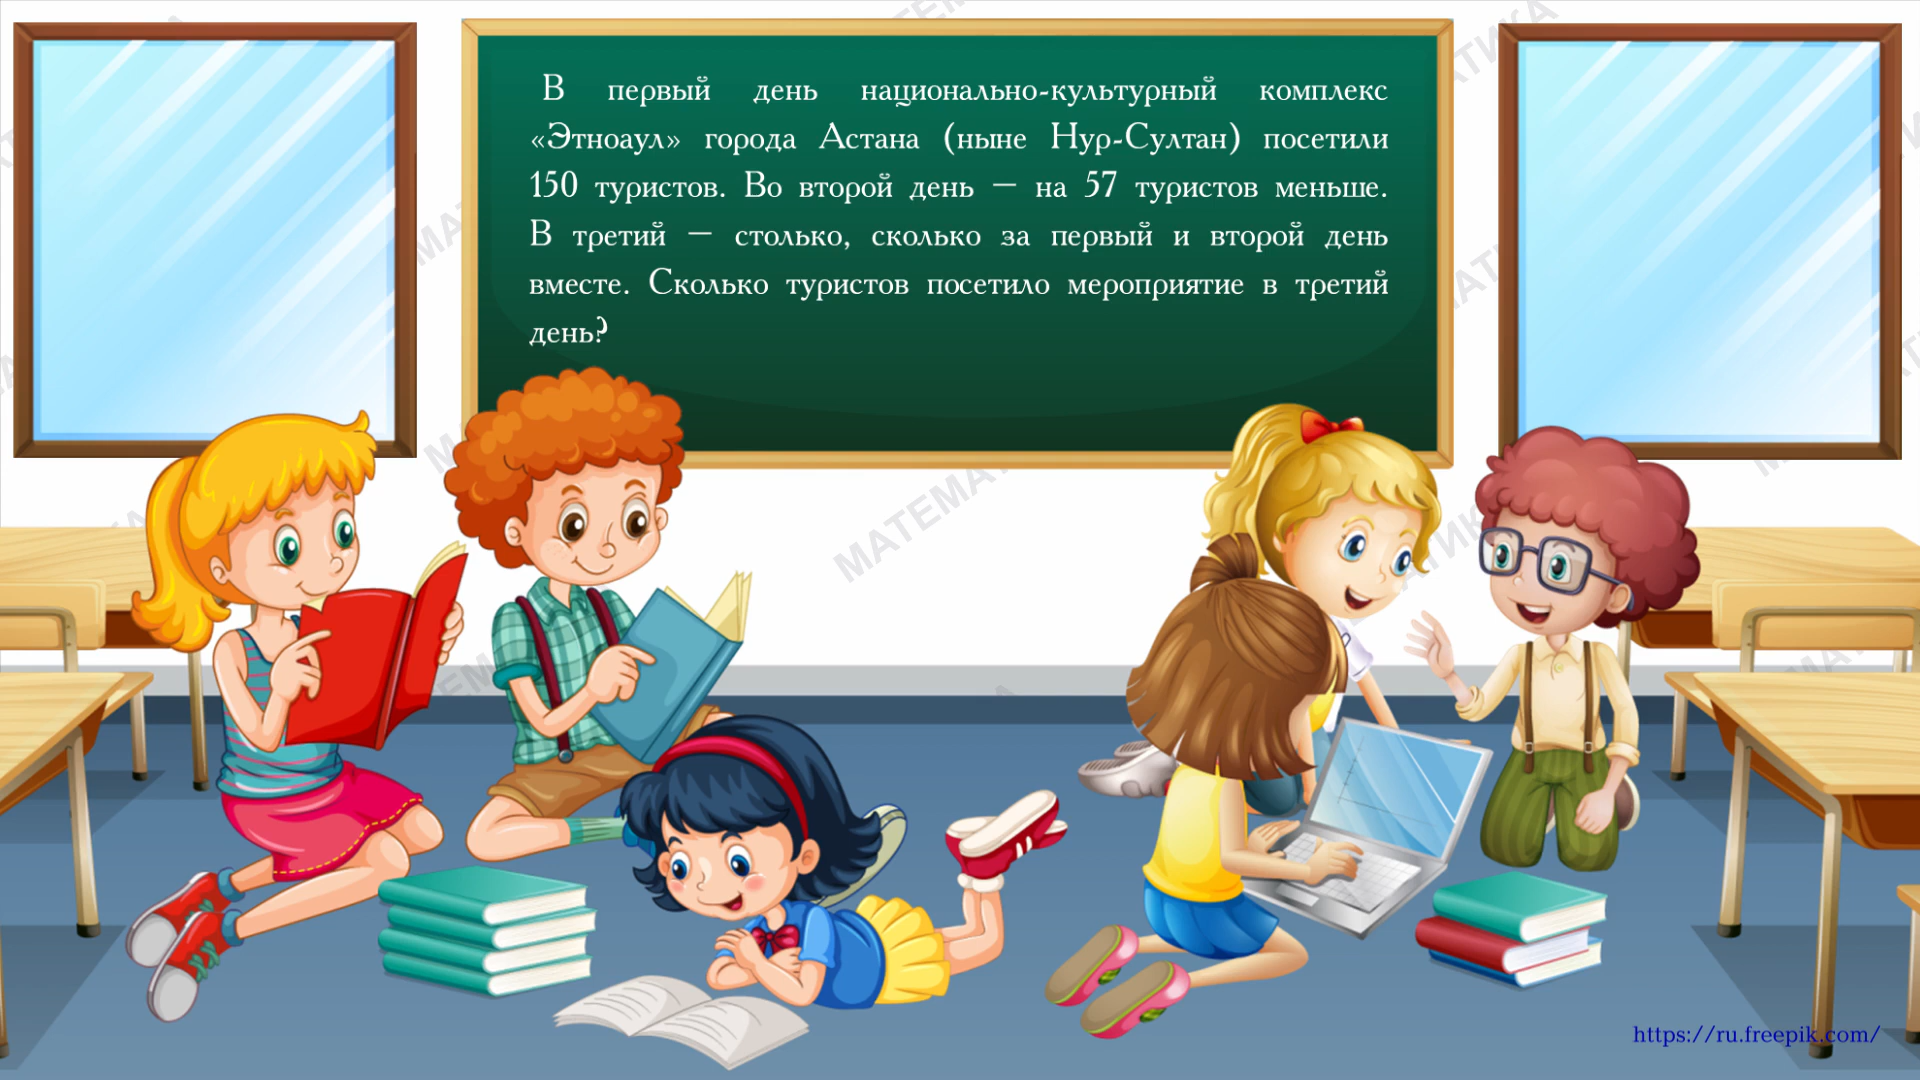 В первый день национально-культурный комплекс
«Этноаул» города Астана (ныне Нур-Султан) посетили
150 туристов. Во второй день – на 57 туристов меньше.
В третий – столько, сколько за первый и второй день
вместе. Сколько туристов посетило мероприятие в третий
день?
https://ru.freepik.com/